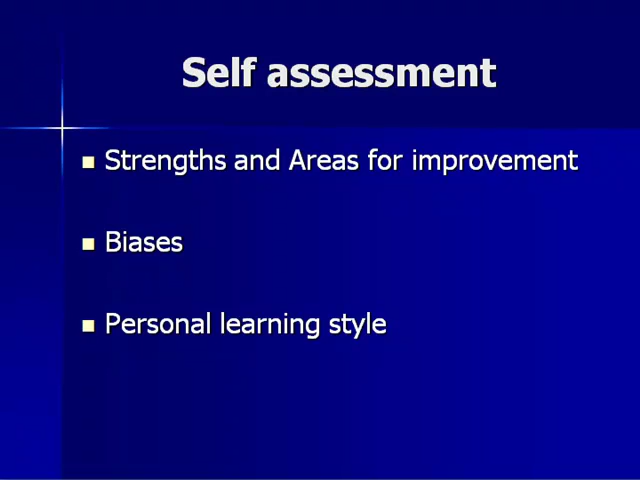 Self assessment
Strengths and Areas for improvement
Biases
Personal learning style